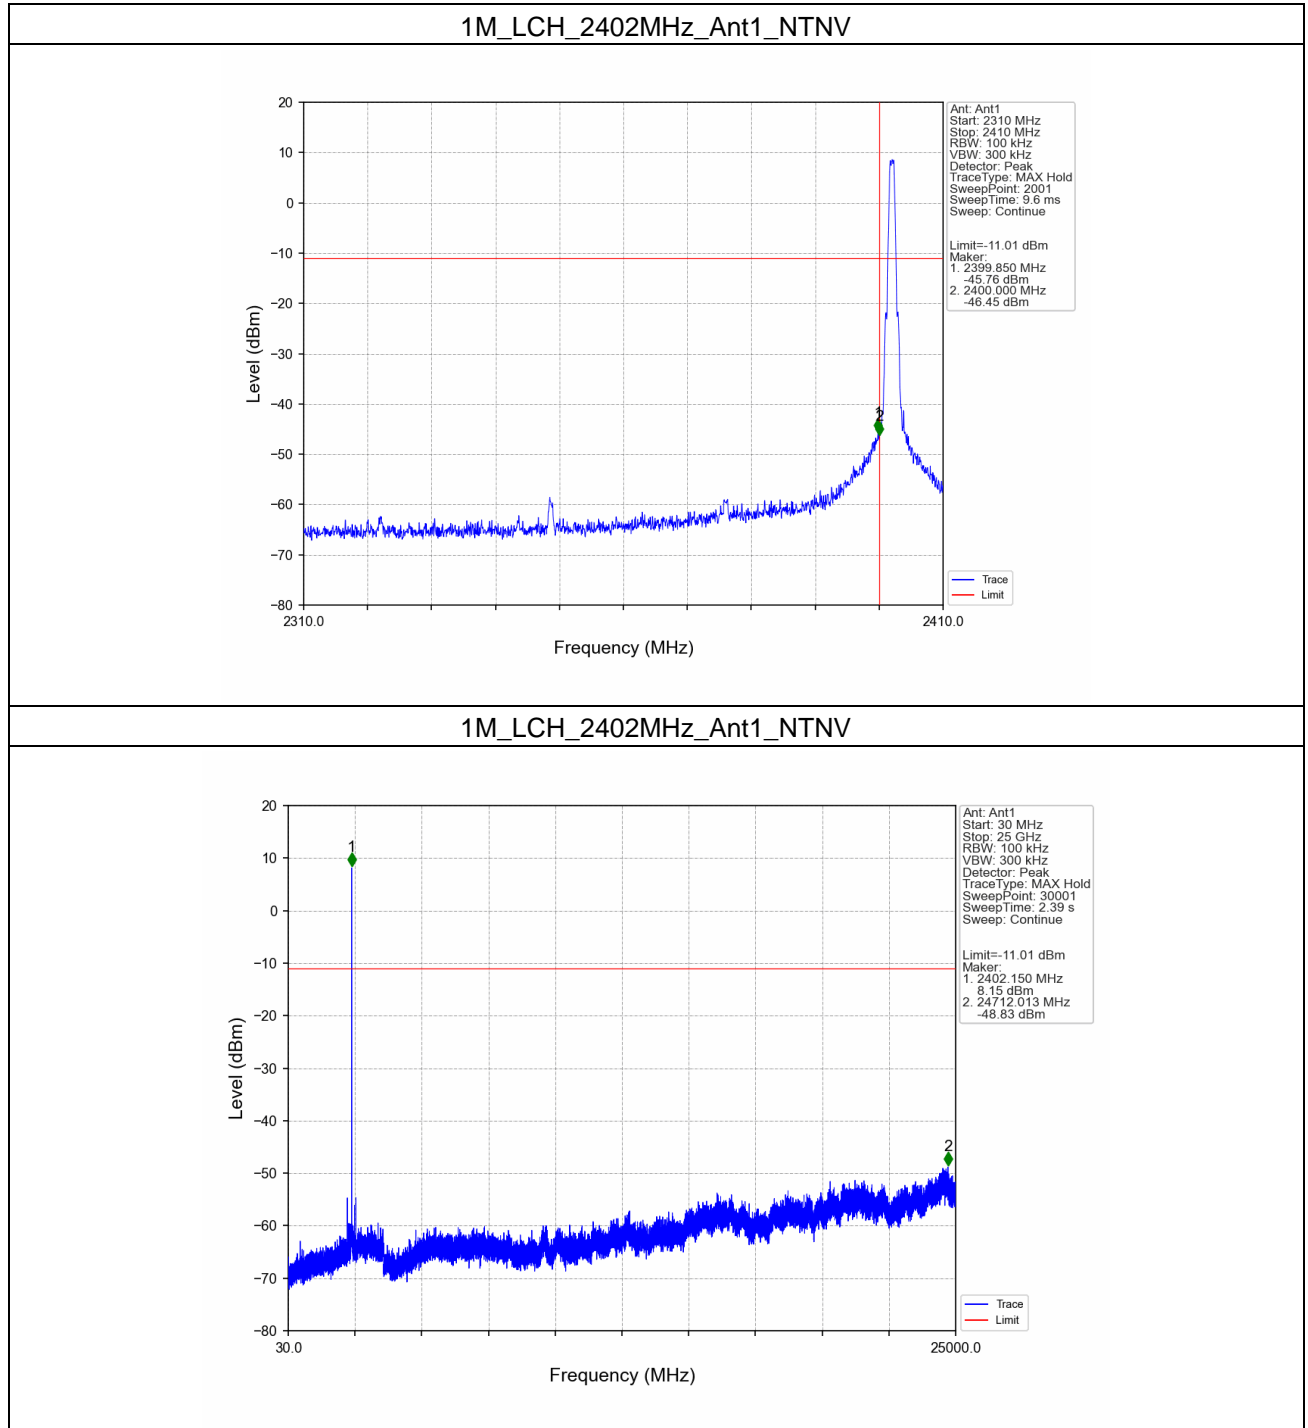 1M_LCH_2402MHz_Ant1_NTNV
20
10
0
−10
−20
−30
−40
−50
−60
−70
−80
Level (dBm)
2310.0
2410.0
Frequency (MHz)
1
2
Ant: Ant1
Start: 2310 MHz
Stop: 2410 MHz
RBW: 100 kHz
VBW: 300 kHz
Detector: Peak
TraceType: MAX Hold
SweepPoint: 2001
SweepTime: 9.6 ms
Sweep: Continue
Limit=-11.01 dBm
Maker:
1. 2399.850 MHz
-45.76 dBm
2. 2400.000 MHz
-46.45 dBm
Trace
Limit
1M_LCH_2402MHz_Ant1_NTNV
20
10
0
−10
−20
−30
−40
−50
−60
−70
−80
Level (dBm)
30.0
25000.0
Frequency (MHz)
1
2
Ant: Ant1
Start: 30 MHz
Stop: 25 GHz
RBW: 100 kHz
VBW: 300 kHz
Detector: Peak
TraceType: MAX Hold
SweepPoint: 30001
SweepTime: 2.39 s
Sweep: Continue
Limit=-11.01 dBm
Maker:
1. 2402.150 MHz
8.15 dBm
2. 24712.013 MHz
-48.83 dBm
Trace
Limit